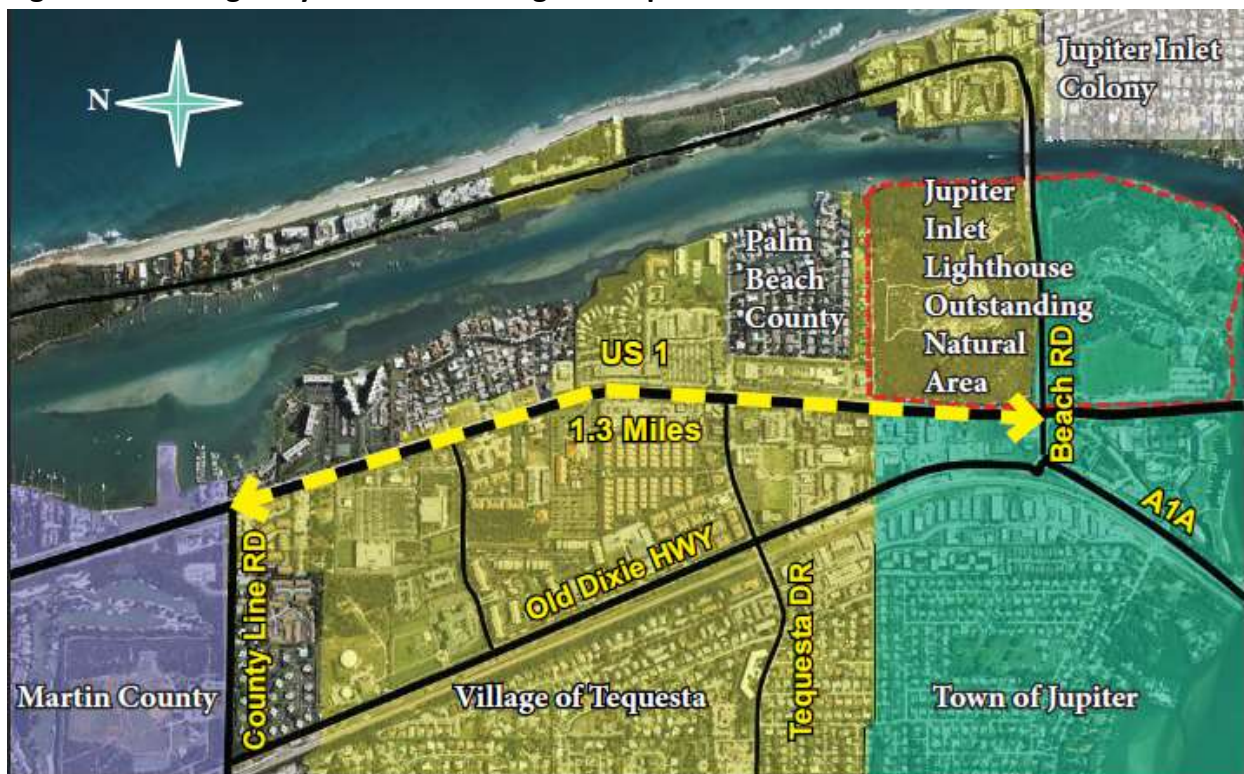 N
Jupiter Inlet
Colony
Jupiter
Inlet
Lighthouse
Outstanding
Natural
Area
Palm
Beach
County
US 1
1.3 Miles
Beach RD
A1A
Old Dixie HWY
County Line RD
Tequesta DR
Martin County
Village of Tequesta
Town of Jupiter